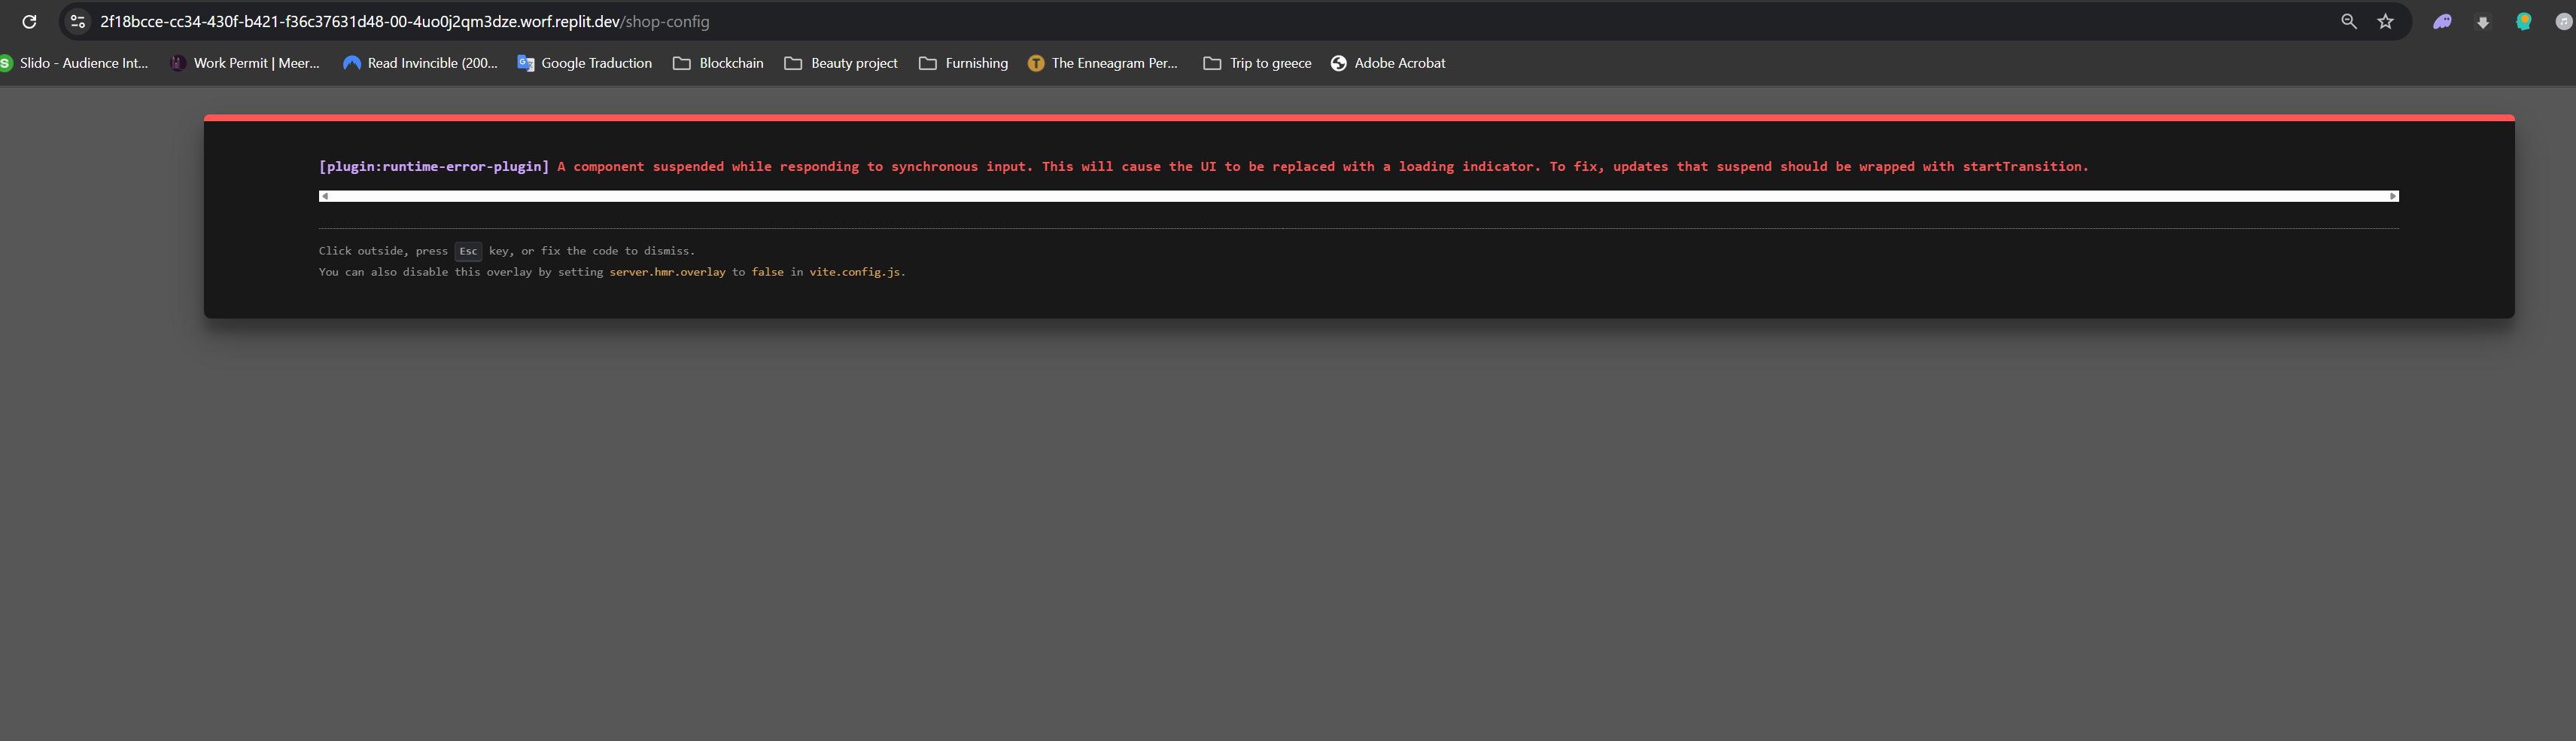 2f18bcce-cc34-430f-b421-f36c37631d48-00-4uo0j2qm3dze.worf.replit.dev/shop-config
S Slido - Audience Int... Work Permit | Meer... Read Invincible (200... Google Traduction Blockchain Beauty project Furnishing T The Enneagram Per... Trip to greece Adobe Acrobat
[plugin:runtime-error-plugin] A component suspended while responding to synchronous input. This will cause the UI to be replaced with a loading indicator. To fix, updates that suspend should be wrapped with startTransition.
Click outside, press Esc key, or fix the code to dismiss.
You can also disable this overlay by setting server.hmr.overlay to false in vite.config.js.